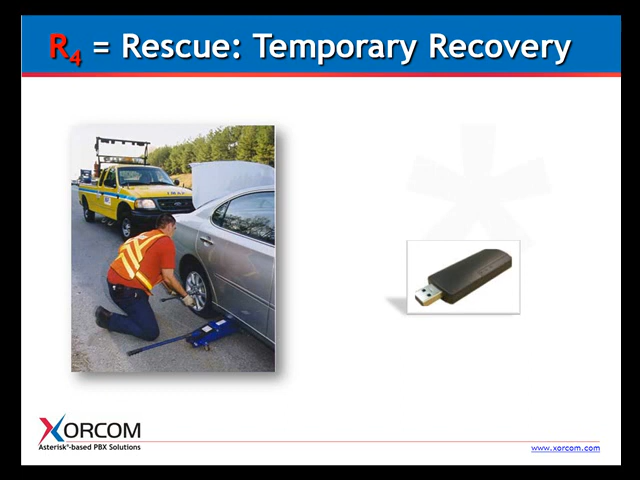 R4 = Rescue: Temporary Recovery
XORCOM
Asterisk®-based PBX Solutions
www.xorcom.com